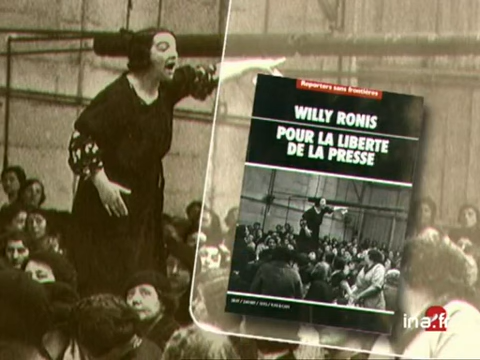 Reporters sans frontières
WILLY RONIS
POUR LA LIBERTE
DE LA PRESSE
ina.fr